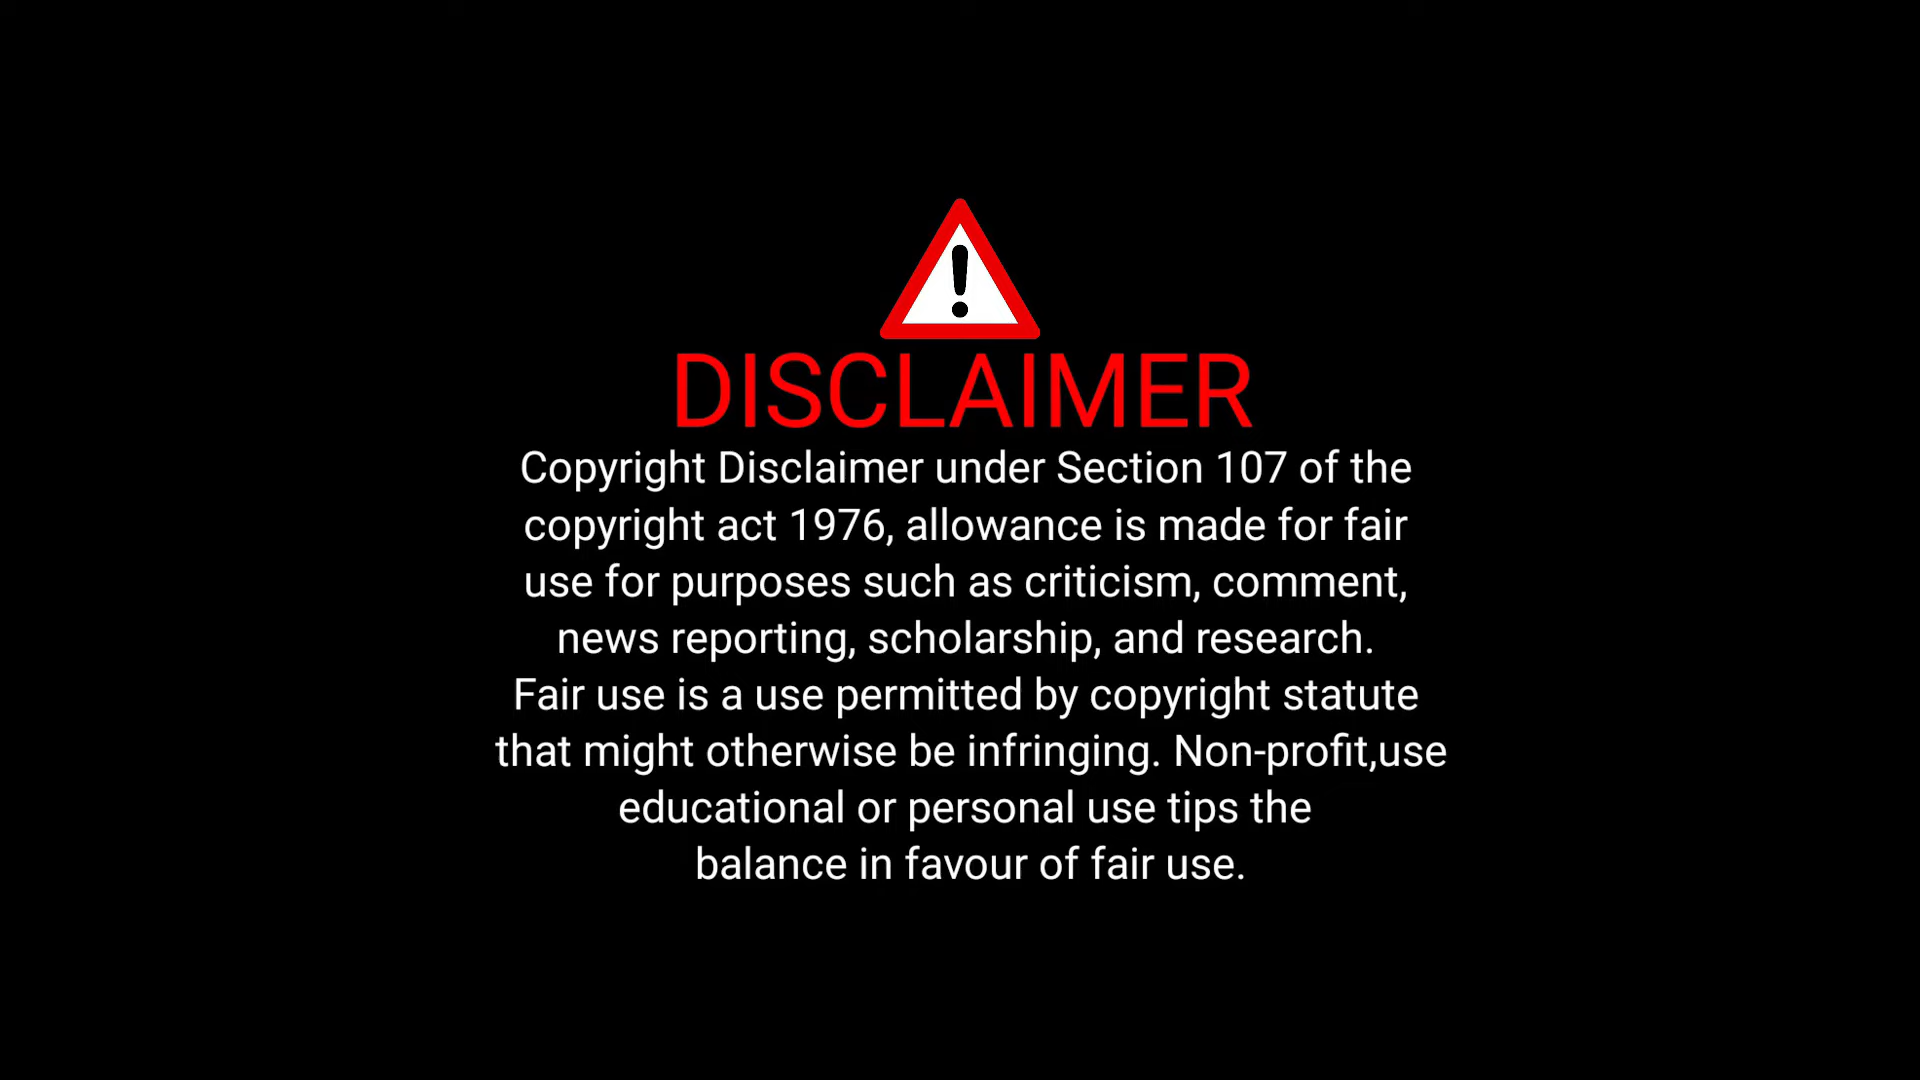 DISCLAIMER
Copyright Disclaimer under Section 107 of the
copyright act 1976, allowance is made for fair
use for purposes such as criticism, comment,
news reporting, scholarship, and research.
Fair use is a use permitted by copyright statute
that might otherwise be infringing. Non-profit,use
educational or personal use tips the
balance in favour of fair use.